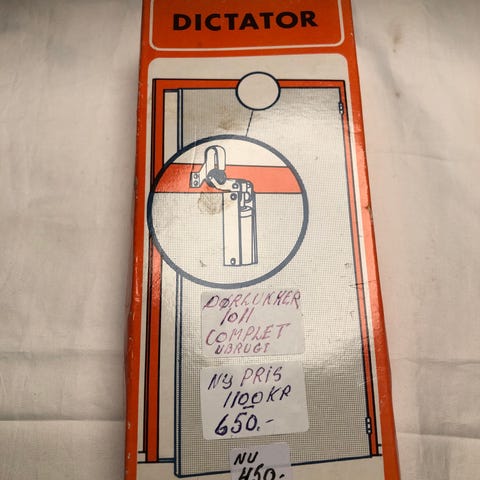 DICTATOR
DØRLUKKER
1011
COMPLET
UBRUGT
NY PRIS
1100 KR
650.-
NU
450.-